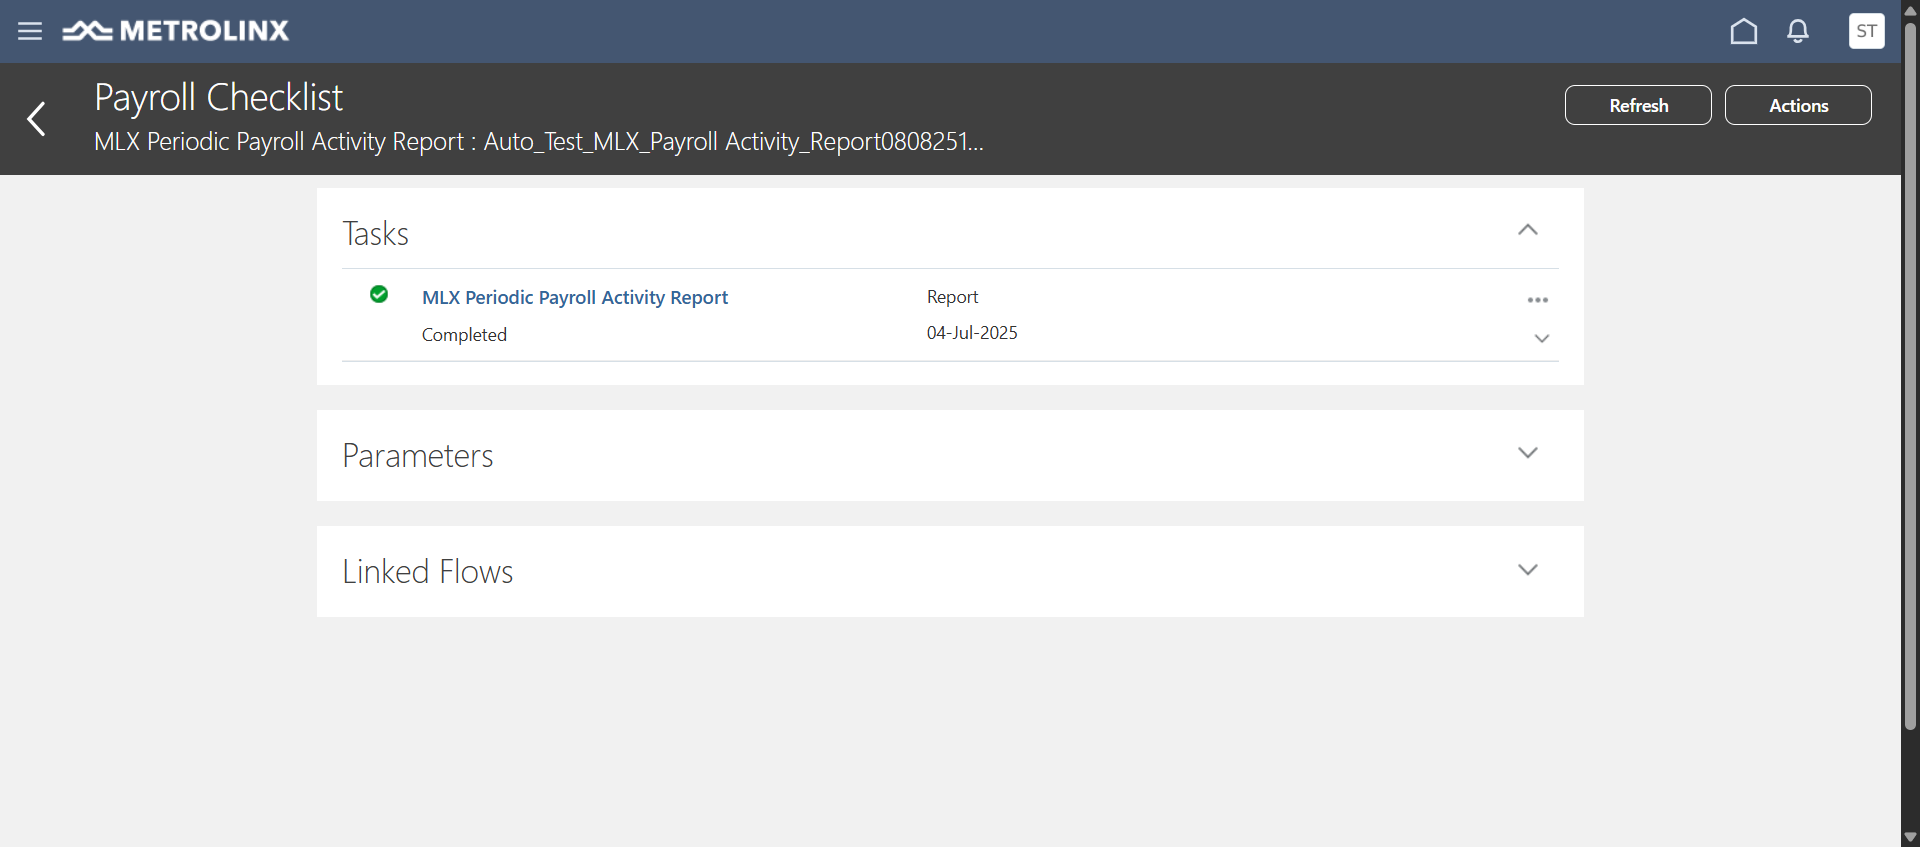 METROLINX
ST
Payroll Checklist
MLX Periodic Payroll Activity Report : Auto_Test_MLX_Payroll Activity_Report0808251...
Refresh
Actions
Tasks
MLX Periodic Payroll Activity Report
Report
Completed
04-Jul-2025
Parameters
Linked Flows